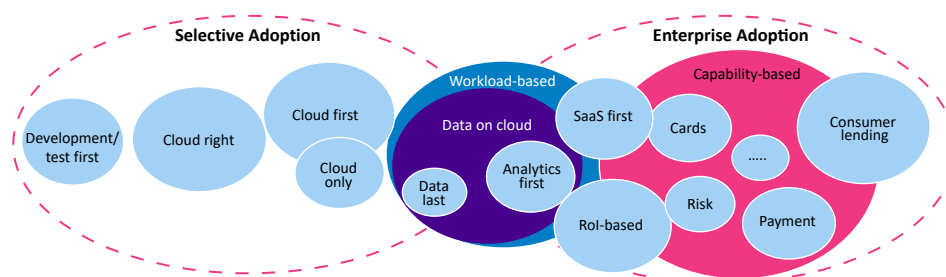 Selective Adoption
Enterprise Adoption
Workload-based
Capability-based
Development/
test first
Cloud right
Cloud first
Cloud
only
Data on cloud
Data
last
Analytics
first
SaaS first
RoI-based
Cards
.....
Risk
Payment
Consumer
lending